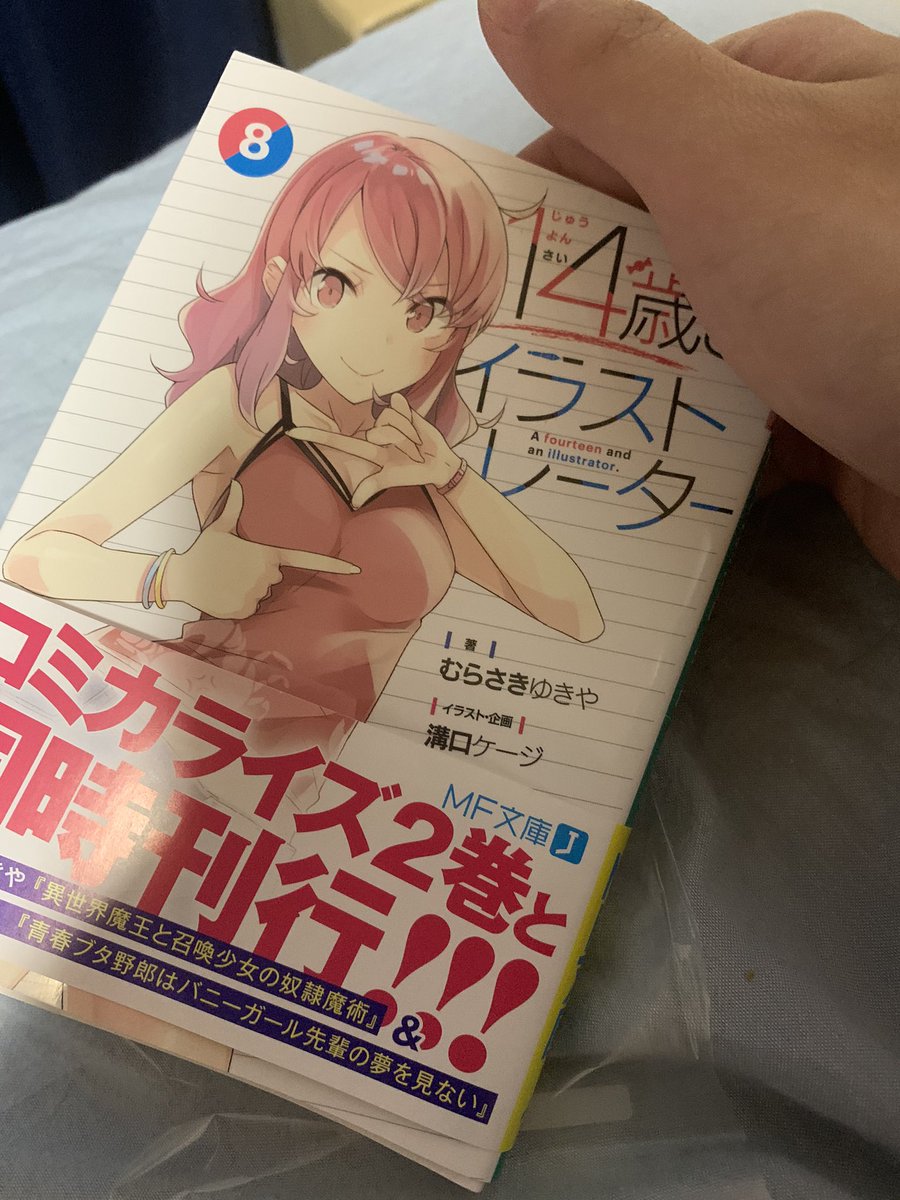 8
じゅう
よん
さい
14歳
イラスト
レーター
A fourteen and
an illustrator.
著
むらさきゆきや
イラスト・企画
溝口ケージ
MF文庫J
コミカライズ2巻と
同時刊行!!!
きや『異世界魔王と召喚少女の奴隷魔術』&
『青春ブタ野郎はバニーガール先輩の夢を見ない』